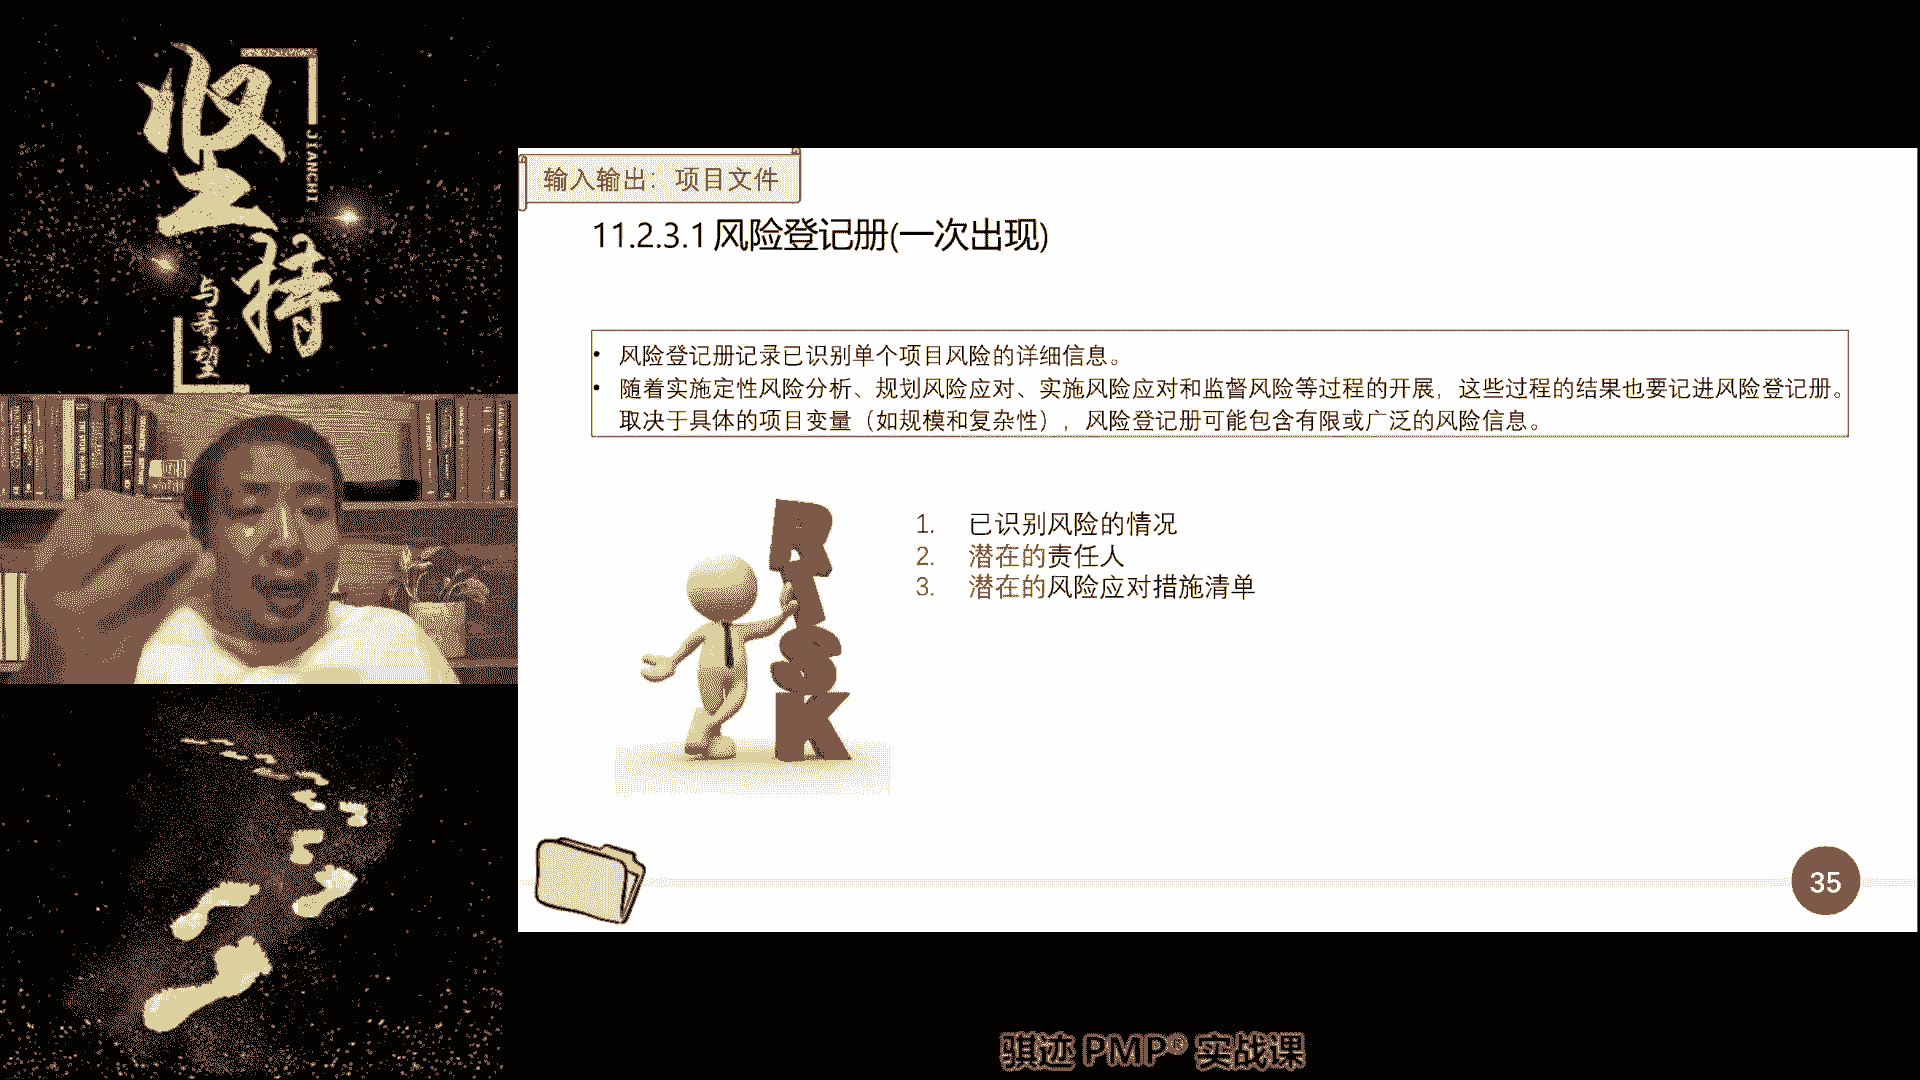 坚持
JIANCHI
与希望
输入输出：项目文件
11.2.3.1 风险登记册(一次出现)
• 风险登记册记录已识别单个项目风险的详细信息。
• 随着实施定性风险分析、规划风险应对、实施风险应对和监督风险等过程的开展，这些过程的结果也要记进风险登记册。
取决于具体的项目变量（如规模和复杂性），风险登记册可能包含有限或广泛的风险信息。
RISK
1. 已识别风险的情况
2. 潜在的责任人
3. 潜在的风险应对措施清单
35
骐迹 PMP® 实战课